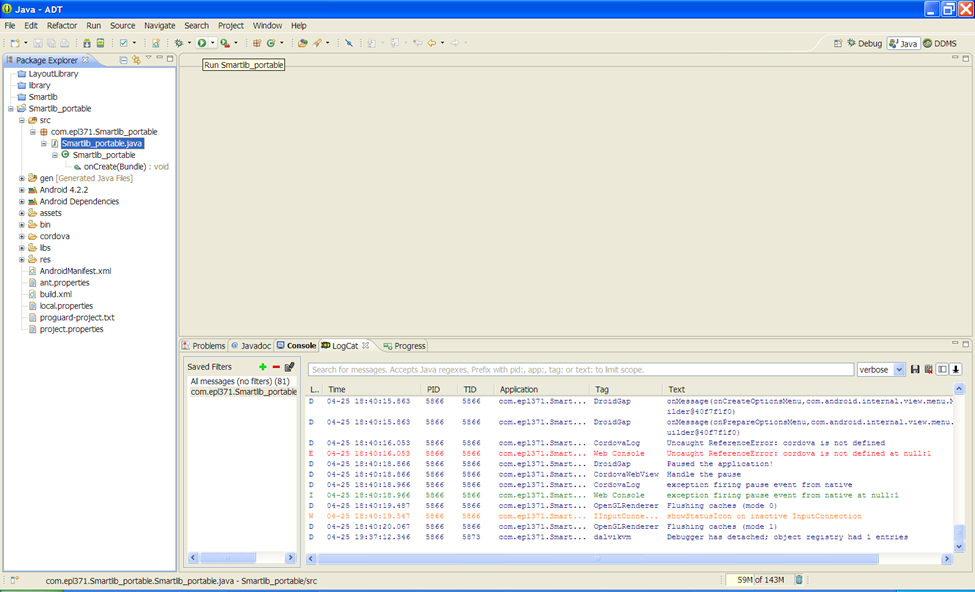 Java - ADT
File Edit Refactor Run Source Navigate Search Project Window Help
Debug Java DDMS
Package Explorer
Run Smartlib_portable
LayoutLibrary
library
Smartlib
Smartlib_portable
src
com.epl371.Smartlib_portable
Smartlib_portable.java
Smartlib_portable
onCreate(Bundle) : void
gen [Generated Java Files]
Android 4.2.2
Android Dependencies
assets
bin
cordova
libs
res
AndroidManifest.xml
ant.properties
build.xml
local.properties
proguard-project.txt
project.properties
Problems @ Javadoc Console LogCat Progress
Saved Filters
All messages (no filters) (81)
com.epl371.Smartlib_portable
Search for messages. Accepts Java regexes. Prefix with pid:, app:, tag: or text: to limit scope.
verbose
L... Time PID TID Application Tag Text
D 04-25 18:40:15.863 5866 5866 com.epl371.Smart... DroidGap onMessage(onCreateOptionsMenu,com.android.internal.view.menu.M
ilder@40f7f1f0)
D 04-25 18:40:15.863 5866 5866 com.epl371.Smart... DroidGap onMessage(onPrepareOptionsMenu,com.android.internal.view.menu.
uilder@40f7f1f0)
D 04-25 18:40:16.053 5866 5866 com.epl371.Smart... CordovaLog Uncaught ReferenceError: cordova is not defined
E 04-25 18:40:16.053 5866 5866 com.epl371.Smart... Web Console Uncaught ReferenceError: cordova is not defined at null:1
D 04-25 18:40:18.866 5866 5866 com.epl371.Smart... DroidGap Paused the application!
D 04-25 18:40:18.866 5866 5866 com.epl371.Smart... CordovaWebView Handle the pause
D 04-25 18:40:18.966 5866 5866 com.epl371.Smart... CordovaLog exception firing pause event from native
I 04-25 18:40:18.966 5866 5866 com.epl371.Smart... Web Console exception firing pause event from native at null:1
D 04-25 18:40:19.487 5866 5866 com.epl371.Smart... OpenGLRenderer Flushing caches (mode 0)
W 04-25 18:40:19.547 5866 5866 com.epl371.Smart... IInputConne... showStatusIcon on inactive InputConnection
D 04-25 18:40:20.067 5866 5866 com.epl371.Smart... OpenGLRenderer Flushing caches (mode 1)
D 04-25 19:37:12.346 5866 5873 com.epl371.Smart... dalvikvm Debugger has detached; object registry had 1 entries
com.epl371.Smartlib_portable.Smartlib_portable.java - Smartlib_portable/src
59M of 143M